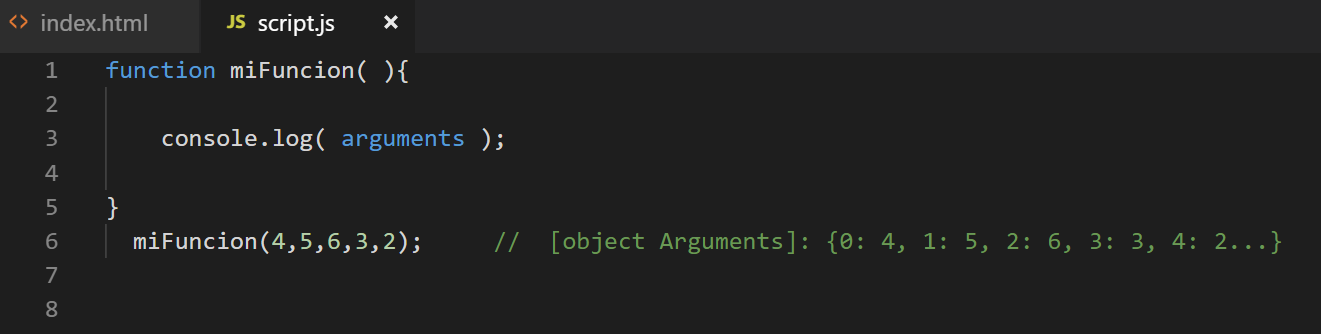 index.html JS script.js ×
1 function miFuncion( ){
2
3 console.log( arguments );
4
5 }
6 miFuncion(4,5,6,3,2); // [object Arguments]: {0: 4, 1: 5, 2: 6, 3: 3, 4: 2...}
7
8